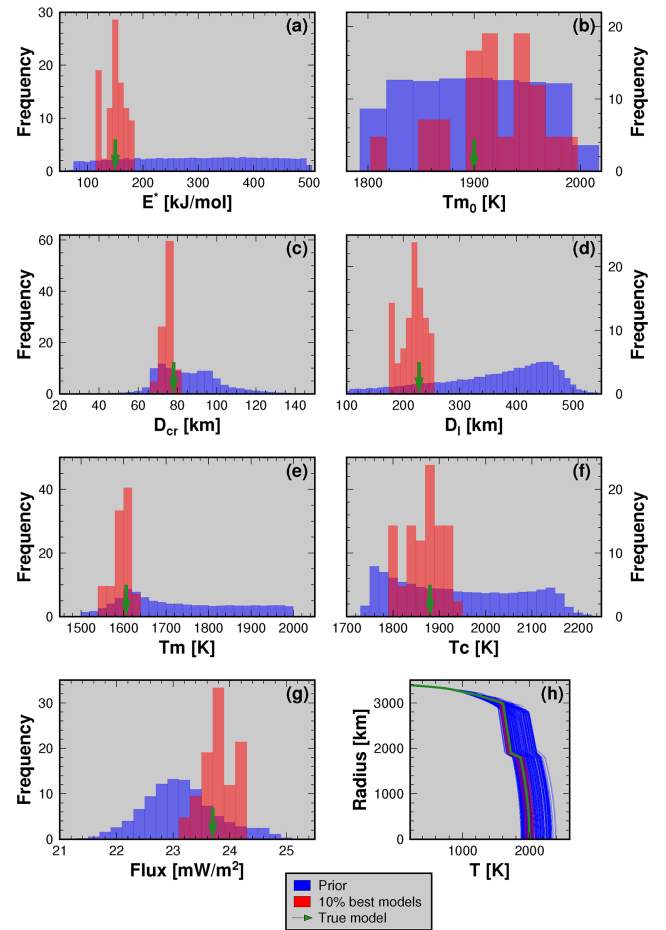 (a)
30
20
10
0
Frequency
100
200
300
400
500
E* [kJ/mol]
(b)
20
10
0
Frequency
1800
1900
2000
Tm0 [K]
(c)
60
40
20
0
Frequency
20
40
60
80
100
120
140
Dcr [km]
(d)
20
10
0
Frequency
100
200
300
400
500
Dl [km]
(e)
40
20
0
Frequency
1500
1600
1700
1800
1900
2000
Tm [K]
(f)
20
10
0
Frequency
1700
1800
1900
2000
2100
2200
Tc [K]
(g)
30
20
10
0
Frequency
21
22
23
24
25
Flux [mW/m²]
(h)
3000
2000
1000
0
Radius [km]
1000
2000
T [K]
Prior
10% best models
True model